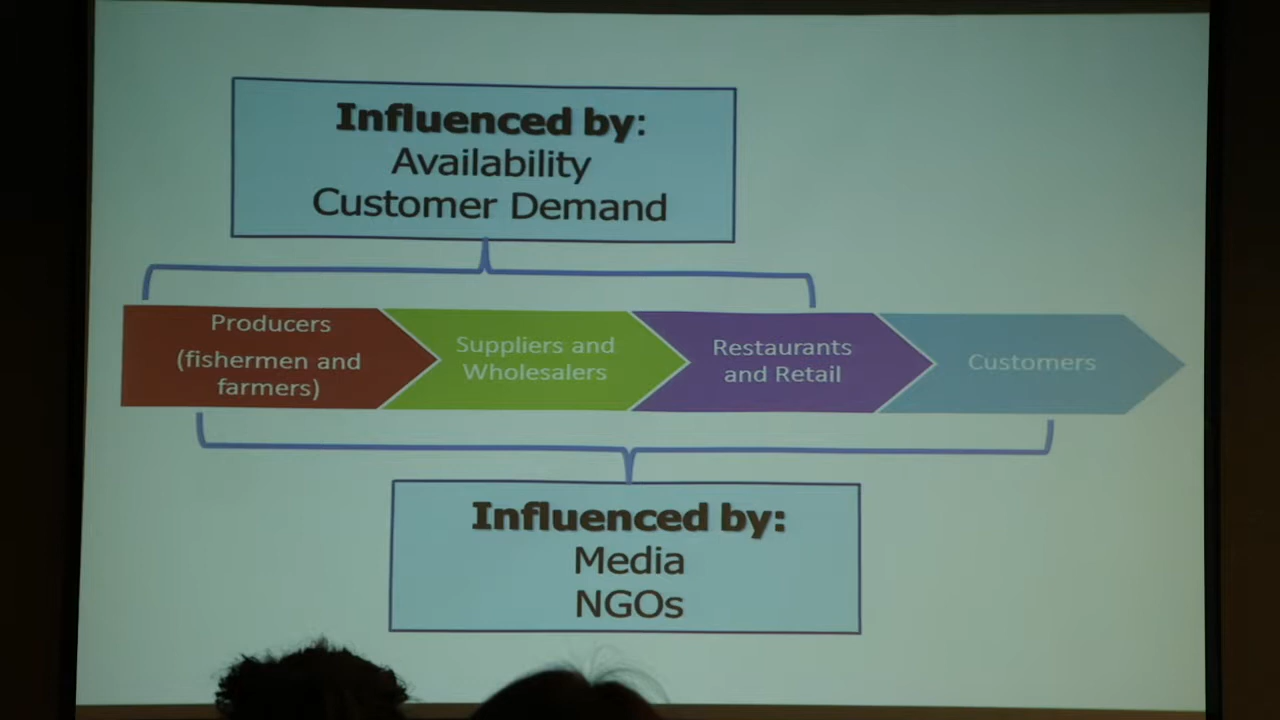 Influenced by:
Availability
Customer Demand
Producers
(fishermen and
farmers)
Suppliers and
Wholesalers
Restaurants
and Retail
Customers
Influenced by:
Media
NGOs